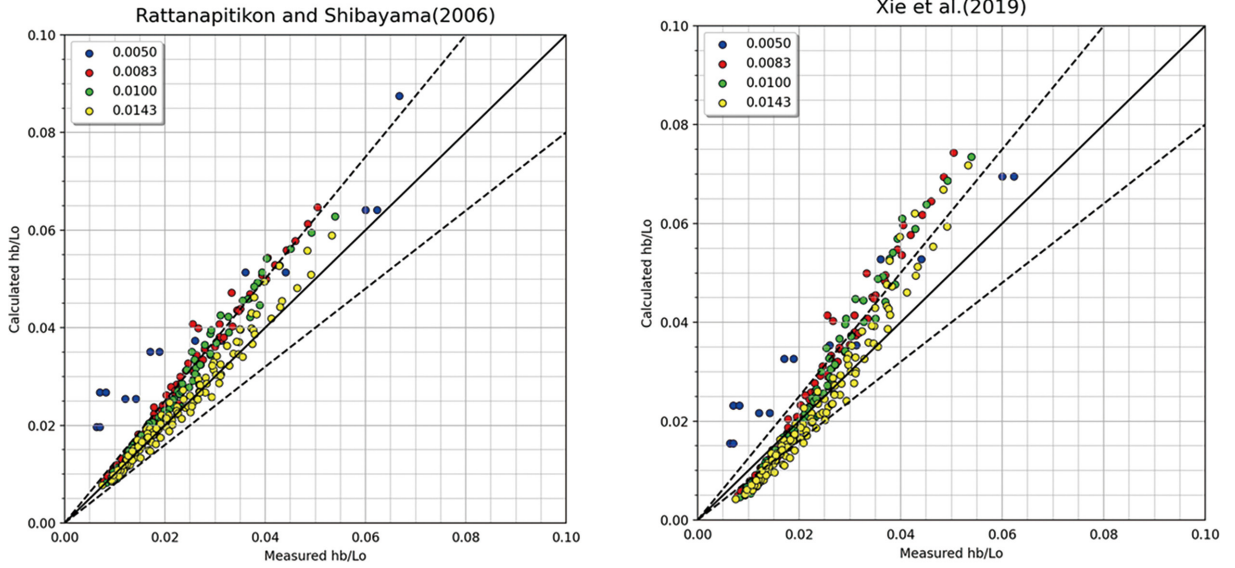 Rattanapitikon and Shibayama(2006)
0.10
0.08
0.06
0.04
0.02
0.00
Calculated hb/Lo
0.0050
0.0083
0.0100
0.0143
0.00 0.02 0.04 0.06 0.08 0.10
Measured hb/Lo
Xie et al.(2019)
0.10
0.08
0.06
0.04
0.02
0.00
Calculated hb/Lo
0.0050
0.0083
0.0100
0.0143
0.00 0.02 0.04 0.06 0.08 0.10
Measured hb/Lo